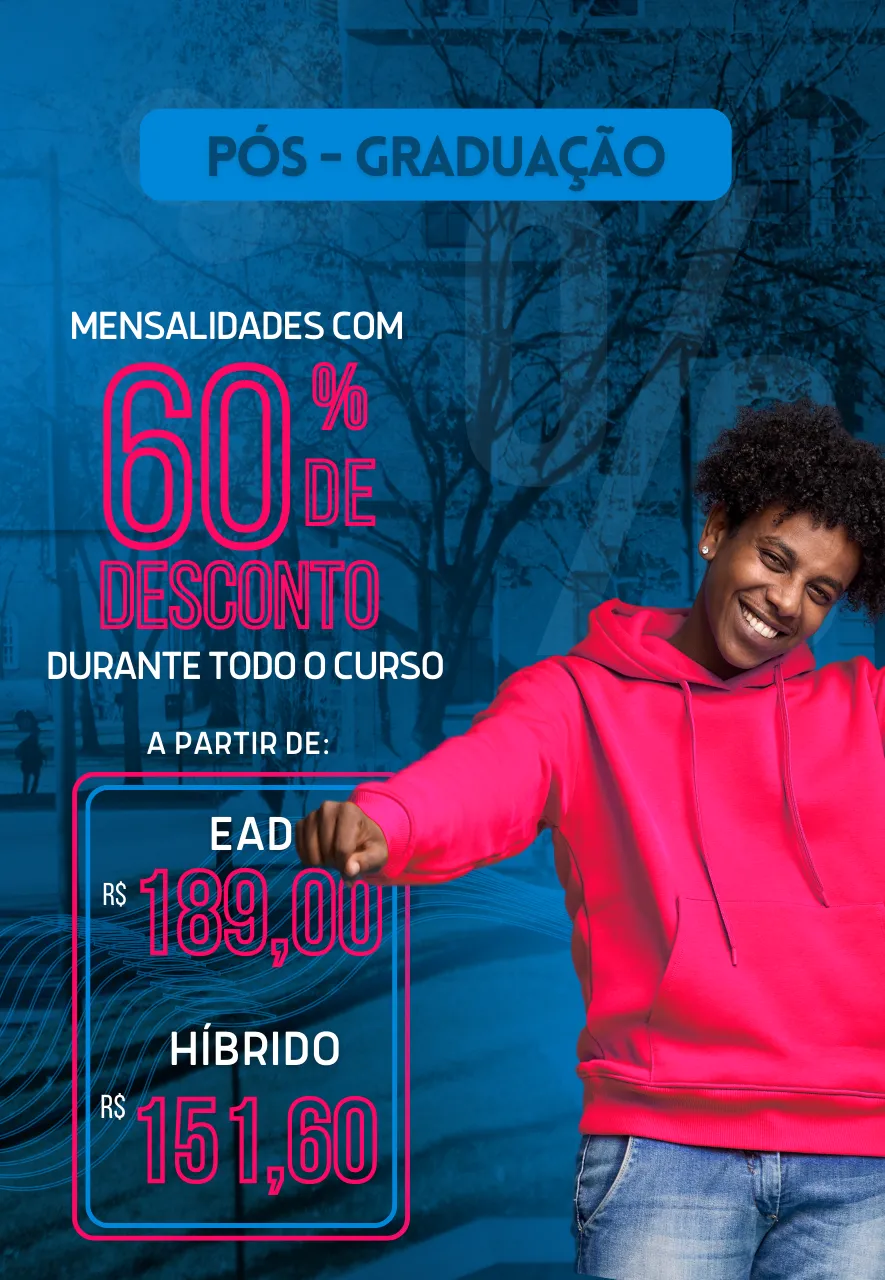 PÓS - GRADUAÇÃO
MENSALIDADES COM
60% DE
DESCONTO
DURANTE TODO O CURSO
A PARTIR DE:
EAD
R$ 189,00
HÍBRIDO
R$ 151,60